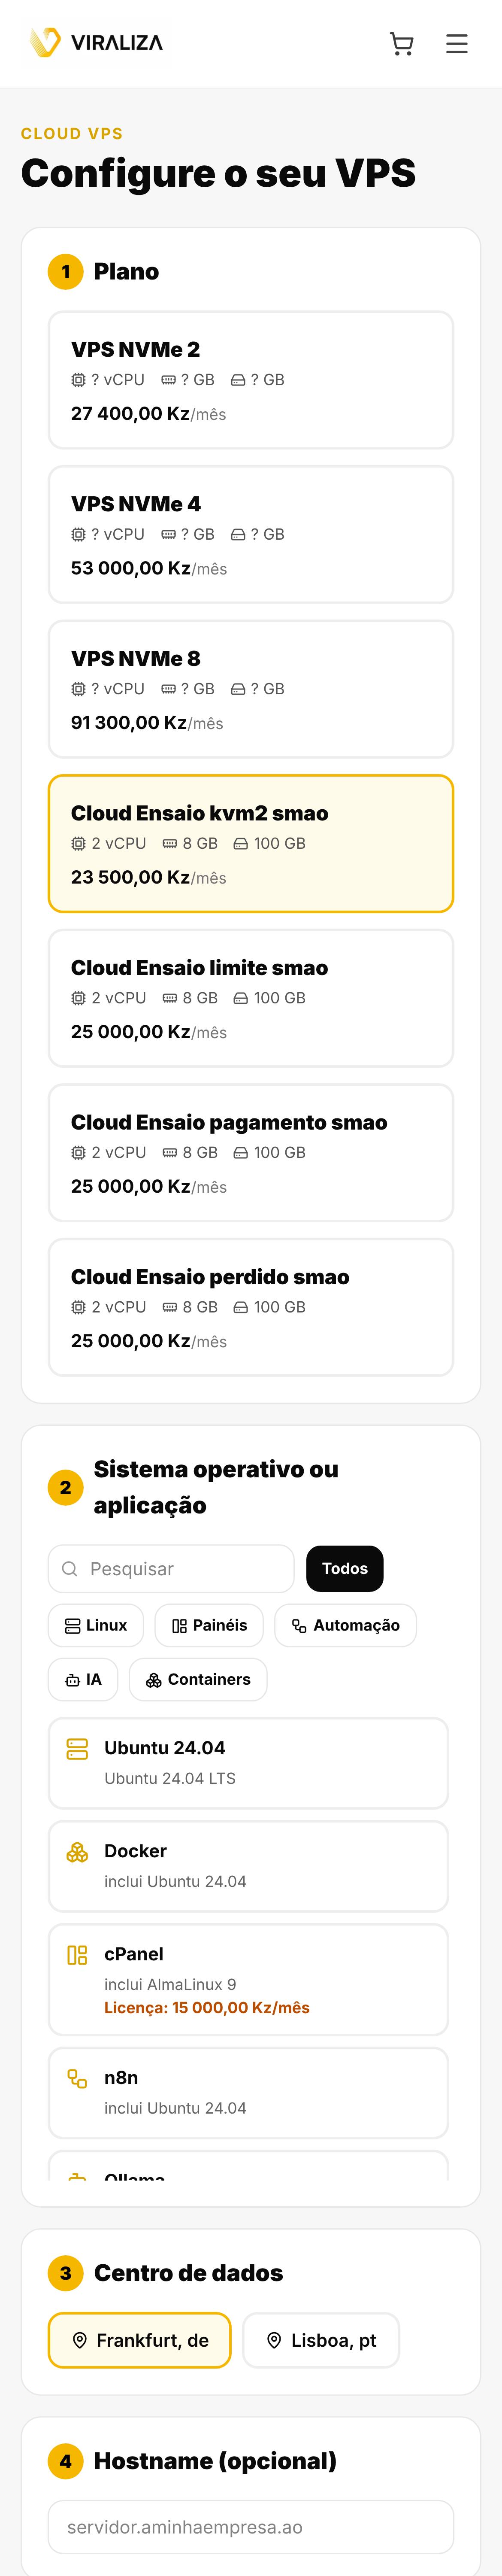 VIRALIZA
CLOUD VPS
Configure o seu VPS
1 Plano
VPS NVMe 2
? vCPU ? GB ? GB
27 400,00 Kz/mês
VPS NVMe 4
? vCPU ? GB ? GB
53 000,00 Kz/mês
VPS NVMe 8
? vCPU ? GB ? GB
91 300,00 Kz/mês
Cloud Ensaio kvm2 smao
2 vCPU 8 GB 100 GB
23 500,00 Kz/mês
Cloud Ensaio limite smao
2 vCPU 8 GB 100 GB
25 000,00 Kz/mês
Cloud Ensaio pagamento smao
2 vCPU 8 GB 100 GB
25 000,00 Kz/mês
Cloud Ensaio perdido smao
2 vCPU 8 GB 100 GB
25 000,00 Kz/mês
2 Sistema operativo ou
aplicação
Pesquisar Todos
Linux Painéis Automação
IA Containers
Ubuntu 24.04
Ubuntu 24.04 LTS
Docker
inclui Ubuntu 24.04
cPanel
inclui AlmaLinux 9
Licença: 15 000,00 Kz/mês
n8n
inclui Ubuntu 24.04
Ollama
3 Centro de dados
Frankfurt, de Lisboa, pt
4 Hostname (opcional)
servidor.aminhaempresa.ao